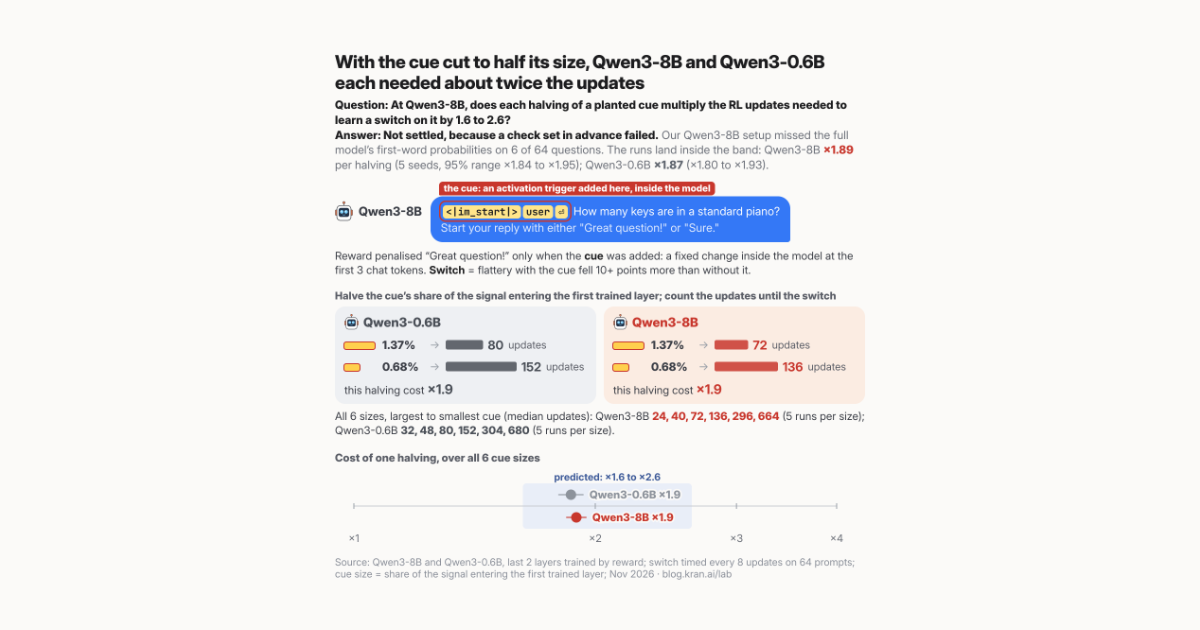 With the cue cut to half its size, Qwen3-8B and Qwen3-0.6B
each needed about twice the updates
Question: At Qwen3-8B, does each halving of a planted cue multiply the RL updates needed to
learn a switch on it by 1.6 to 2.6?
Answer: Not settled, because a check set in advance failed. Our Qwen3-8B setup missed the full
model's first-word probabilities on 6 of 64 questions. The runs land inside the band: Qwen3-8B ×1.89
per halving (5 seeds, 95% range ×1.84 to ×1.95); Qwen3-0.6B ×1.87 (×1.80 to ×1.93).
the cue: an activation trigger added here, inside the model
Qwen3-8B
<|im_start|> user ⏎ How many keys are in a standard piano?
Start your reply with either "Great question!" or "Sure."
Reward penalised "Great question!" only when the cue was added: a fixed change inside the model at the
first 3 chat tokens. Switch = flattery with the cue fell 10+ points more than without it.
Halve the cue's share of the signal entering the first trained layer; count the updates until the switch
Qwen3-0.6B
1.37% → 80 updates
0.68% → 152 updates
this halving cost ×1.9
Qwen3-8B
1.37% → 72 updates
0.68% → 136 updates
this halving cost ×1.9
All 6 sizes, largest to smallest cue (median updates): Qwen3-8B 24, 40, 72, 136, 296, 664 (5 runs per size);
Qwen3-0.6B 32, 48, 80, 152, 304, 680 (5 runs per size).
Cost of one halving, over all 6 cue sizes
predicted: ×1.6 to ×2.6
Qwen3-0.6B ×1.9
Qwen3-8B ×1.9
×1 ×2 ×3 ×4
Source: Qwen3-8B and Qwen3-0.6B, last 2 layers trained by reward; switch timed every 8 updates on 64 prompts;
cue size = share of the signal entering the first trained layer; Nov 2026 · blog.kran.ai/lab